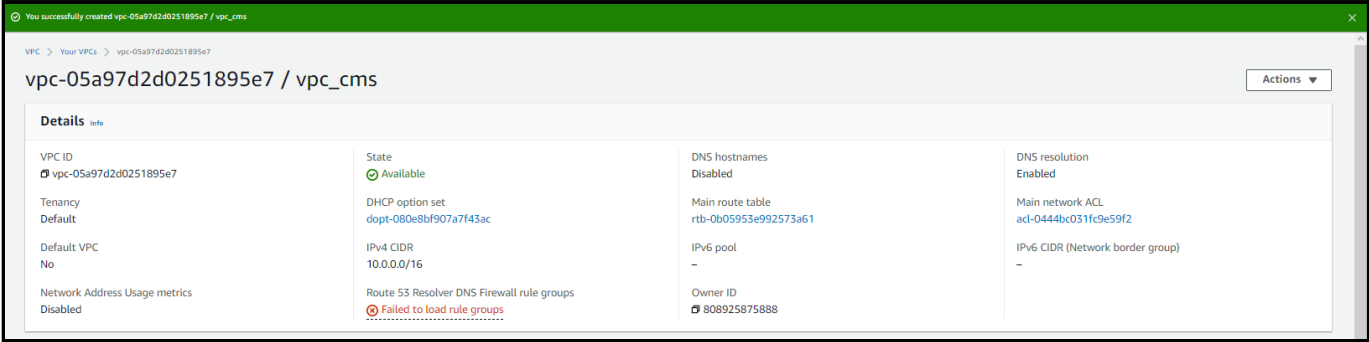 You successfully created vpc-05a97d2d0251895e7 / vpc_cms
VPC > Your VPCs > vpc-05a97d2d0251895e7
vpc-05a97d2d0251895e7 / vpc_cms
Actions
Details Info
VPC ID
vpc-05a97d2d0251895e7
State
Available
DNS hostnames
Disabled
DNS resolution
Enabled
Tenancy
Default
DHCP option set
dopt-080e8bf907a7f43ac
Main route table
rtb-0b05953e992573a61
Main network ACL
acl-0444bc031fc9e59f2
Default VPC
No
IPv4 CIDR
10.0.0.0/16
IPv6 pool
–
IPv6 CIDR (Network border group)
–
Network Address Usage metrics
Disabled
Route 53 Resolver DNS Firewall rule groups
Failed to load rule groups
Owner ID
808925875888